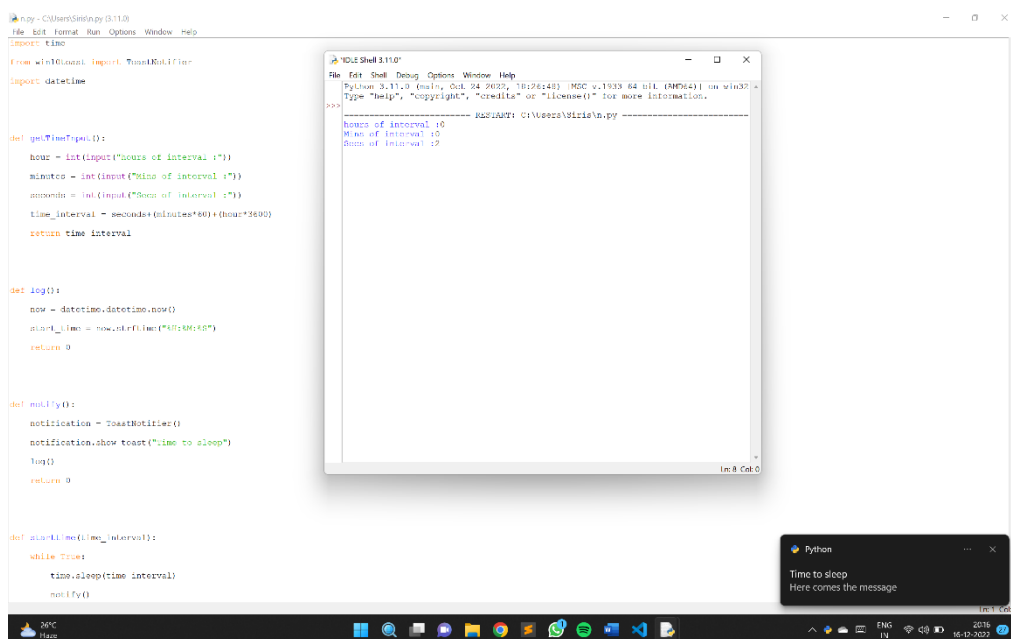 n.py - C:\Users\Siris\n.py (3.11.0)
File Edit Format Run Options Window Help
import time
from win10toast import ToastNotifier
import datetime
def getTimeInput():
hour = int(input("hours of interval :"))
minutes = int(input("Mins of interval :"))
seconds = int(input("Secs of interval :"))
time_interval = seconds+(minutes*60)+(hour*3600)
return time_interval
def log():
now = datetime.datetime.now()
start_time = now.strftime("%H:%M:%S")
return 0
def notify():
notification = ToastNotifier()
notification.show_toast("Time to sleep")
log()
return 0
def starttime(time_interval):
while True:
time.sleep(time_interval)
notify()
Ln: 1 Col:
*IDLE Shell 3.11.0*
File Edit Shell Debug Options Window Help
Python 3.11.0 (main, Oct 24 2022, 18:26:48) [MSC v.1933 64 bit (AMD64)] on win32
Type "help", "copyright", "credits" or "license()" for more information.
>>>
========================= RESTART: C:\Users\Siris\n.py =========================
hours of interval :0
Mins of interval :0
Secs of interval :2
Ln: 8 Col: 0
Python
Time to sleep
Here comes the message
26°C
Haze
ENG
IN
20:16
16-12-2022